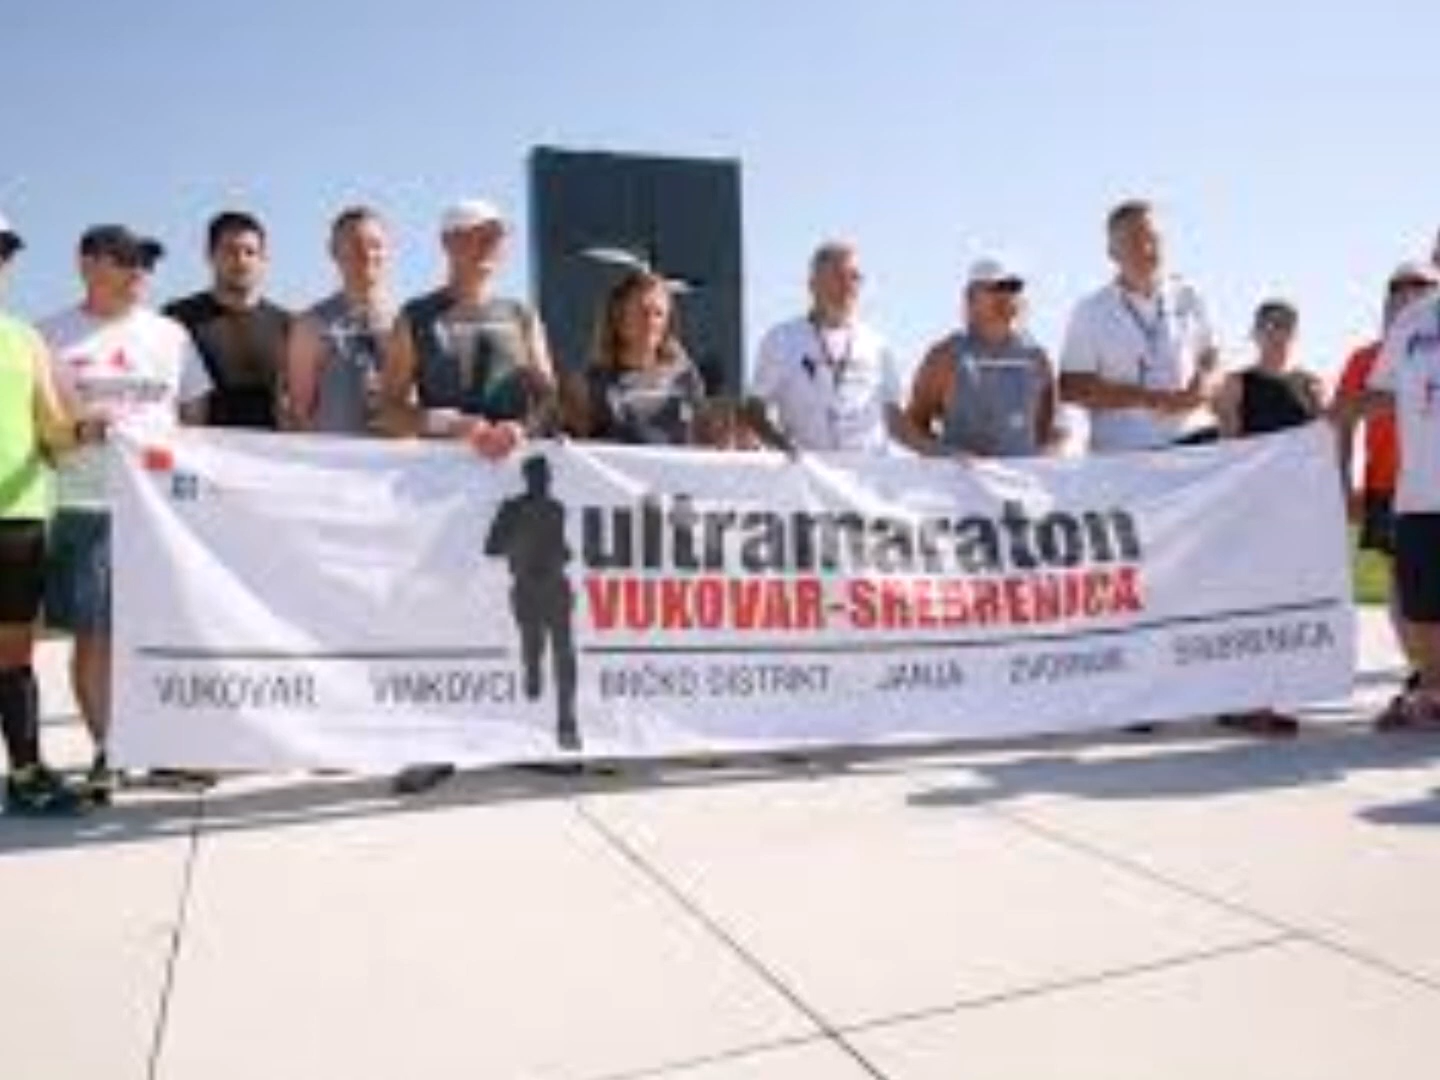 ultramaraton
VUKOVAR-SREBRENICA
VUKOVAR VINKOVCI BRČKO DISTRIKT JANJA ZVORNIK SREBRENICA